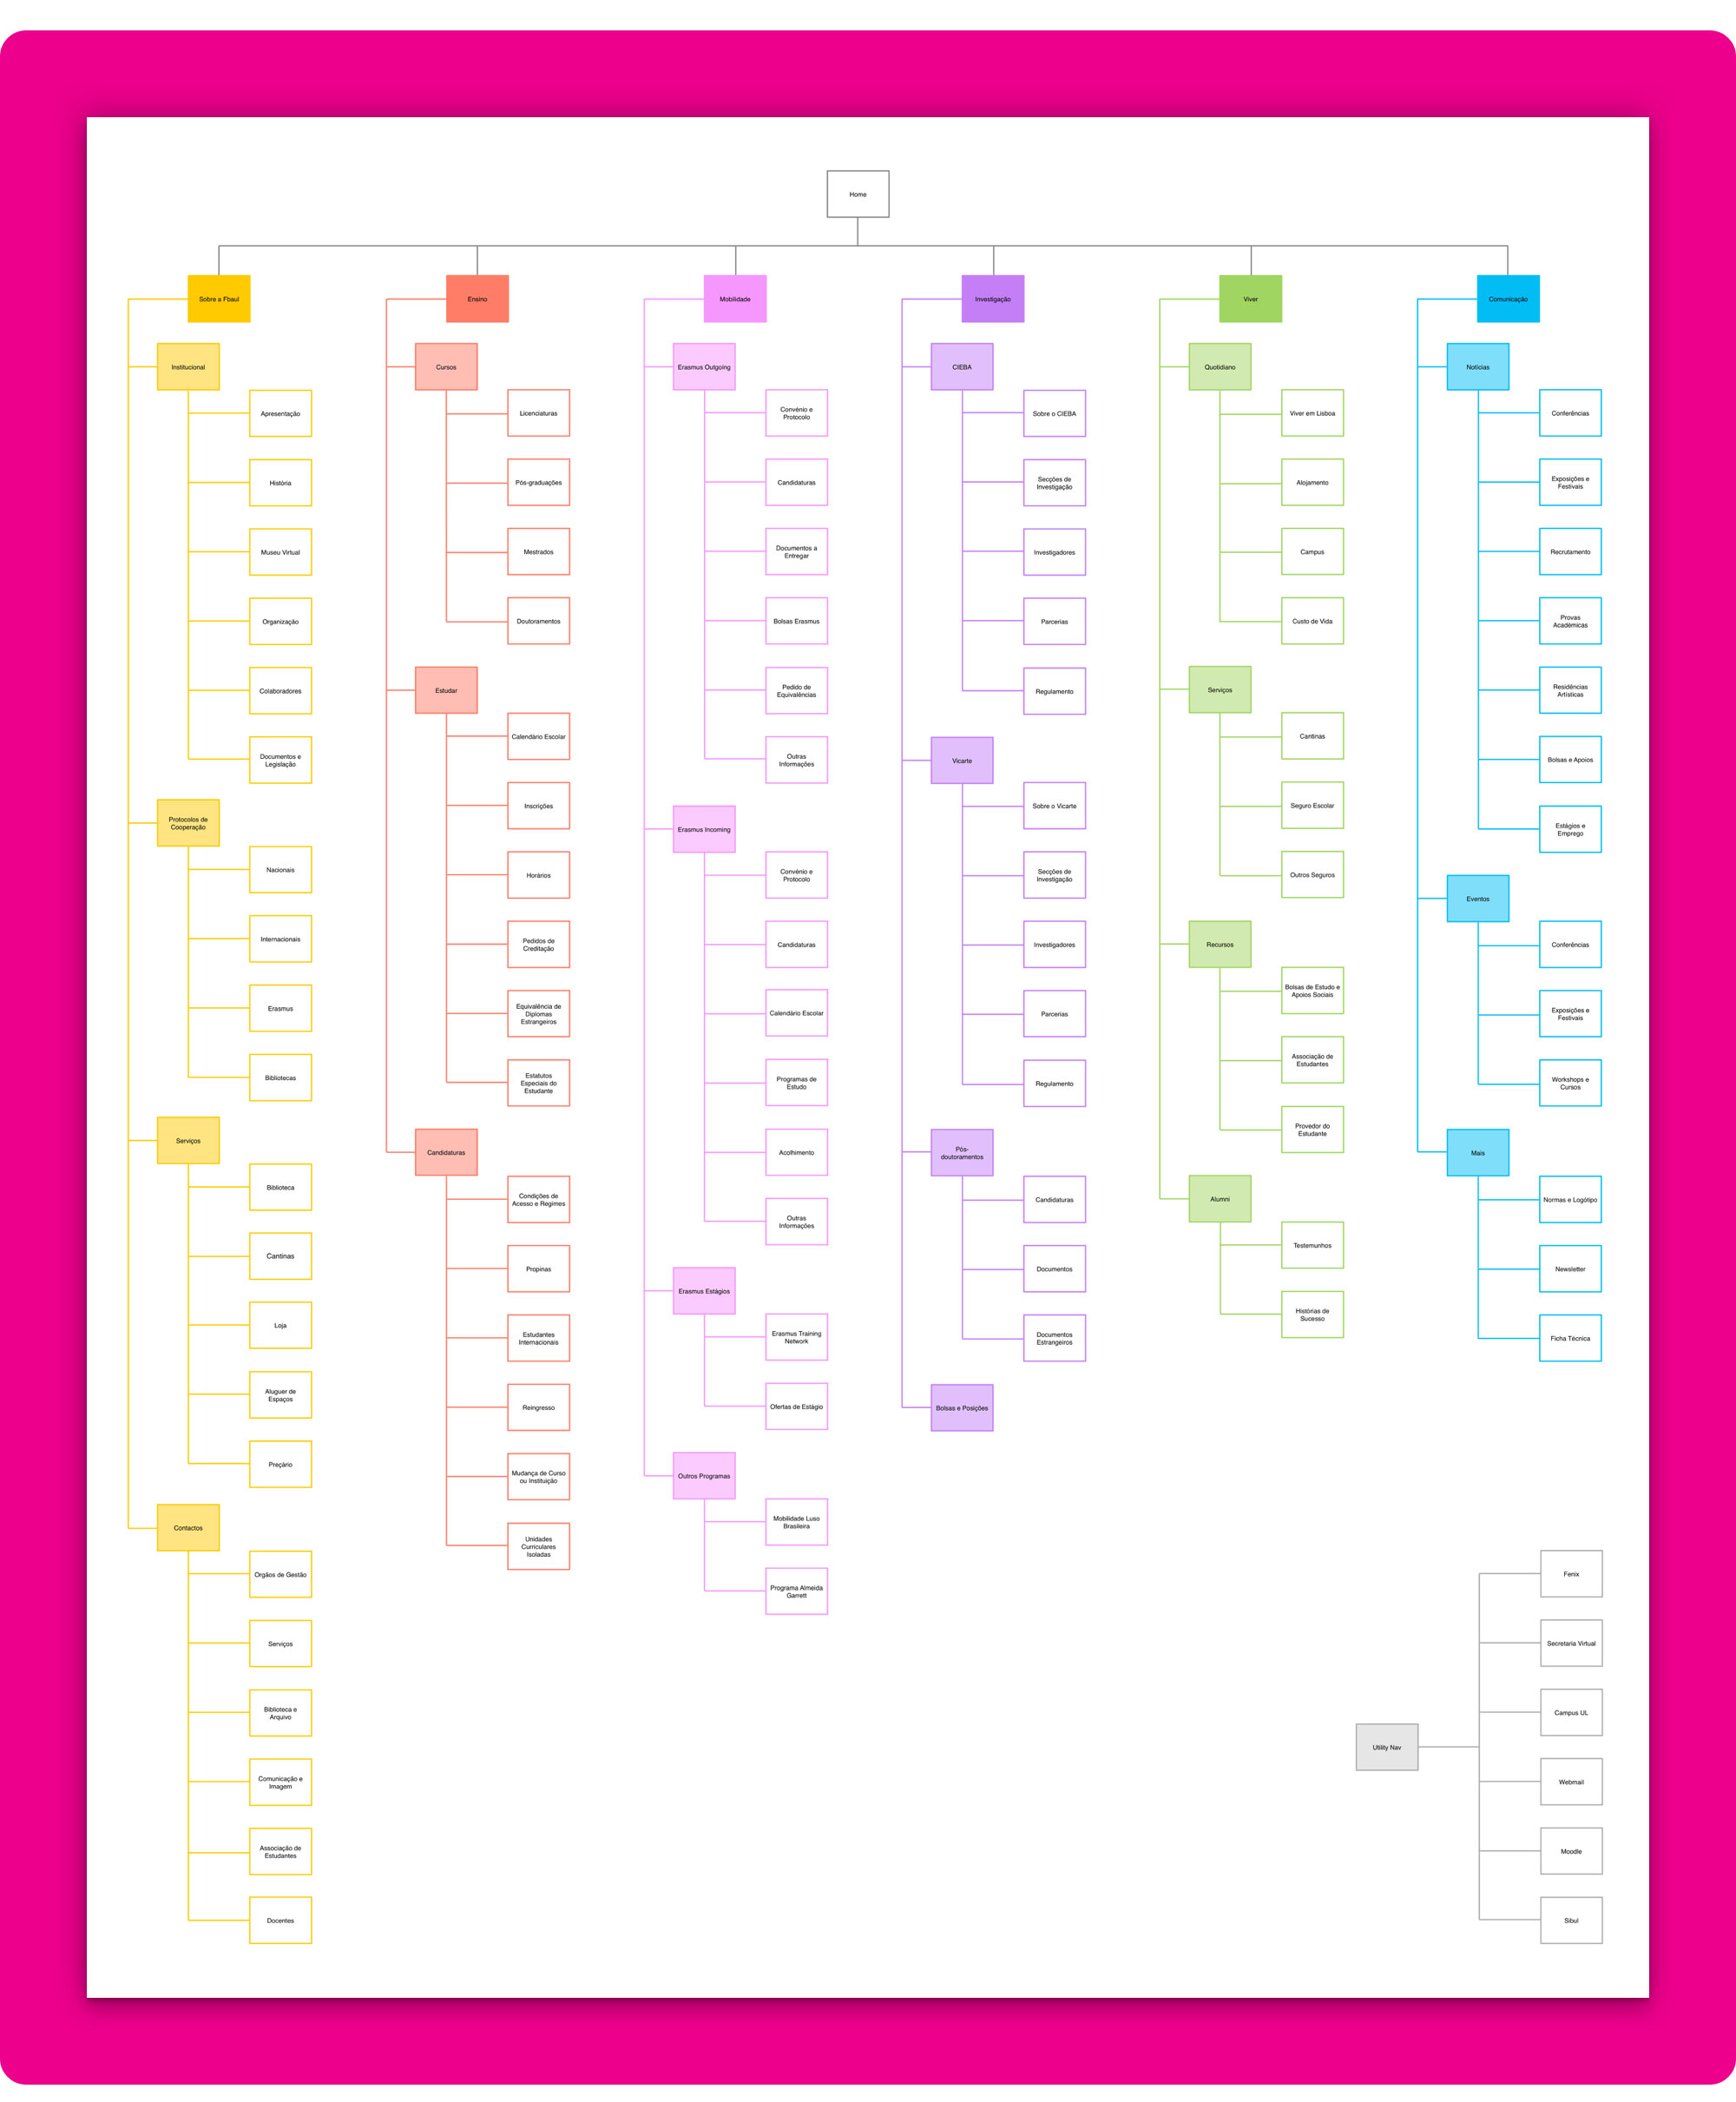 Home
Sobre a Fbaul
Institucional
Apresentação
História
Museu Virtual
Organização
Colaboradores
Documentos e
Legislação
Protocolos de
Cooperação
Nacionais
Internacionais
Erasmus
Bibliotecas
Serviços
Biblioteca
Cantinas
Loja
Aluguer de
Espaços
Preçário
Contactos
Orgãos de Gestão
Serviços
Biblioteca e
Arquivo
Comunicação e
Imagem
Associação de
Estudantes
Docentes
Ensino
Cursos
Licenciaturas
Pós-graduações
Mestrados
Doutoramentos
Estudar
Calendário Escolar
Inscrições
Horários
Pedidos de
Creditação
Equivalência de
Diplomas
Estrangeiros
Estatutos
Especiais do
Estudante
Candidaturas
Condições de
Acesso e Regimes
Propinas
Estudantes
Internacionais
Reingresso
Mudança de Curso
ou Instituição
Unidades
Curriculares
Isoladas
Mobilidade
Erasmus Outgoing
Convénio e
Protocolo
Candidaturas
Documentos a
Entregar
Bolsas Erasmus
Pedido de
Equivalências
Outras
Informações
Erasmus Incoming
Convénio e
Protocolo
Candidaturas
Calendário Escolar
Programas de
Estudo
Acolhimento
Outras
Informações
Erasmus Estágios
Erasmus Training
Network
Ofertas de Estágio
Outros Programas
Mobilidade Luso
Brasileira
Programa Almeida
Garrett
Investigação
CIEBA
Sobre o CIEBA
Secções de
Investigação
Investigadores
Parcerias
Regulamento
Vicarte
Sobre o Vicarte
Secções de
Investigação
Investigadores
Parcerias
Regulamento
Pós-
doutoramentos
Candidaturas
Documentos
Documentos
Estrangeiros
Bolsas e Posições
Viver
Quotidiano
Viver em Lisboa
Alojamento
Campus
Custo de Vida
Serviços
Cantinas
Seguro Escolar
Outros Seguros
Recursos
Bolsas de Estudo e
Apoios Sociais
Associação de
Estudantes
Provedor do
Estudante
Alumni
Testemunhos
Histórias de
Sucesso
Comunicação
Notícias
Conferências
Exposições e
Festivais
Recrutamento
Provas
Académicas
Residências
Artísticas
Bolsas e Apoios
Estágios e
Emprego
Eventos
Conferências
Exposições e
Festivais
Workshops e
Cursos
Mais
Normas e Logótipo
Newsletter
Ficha Técnica
Utility Nav
Fenix
Secretaria Virtual
Campus UL
Webmail
Moodle
Sibul